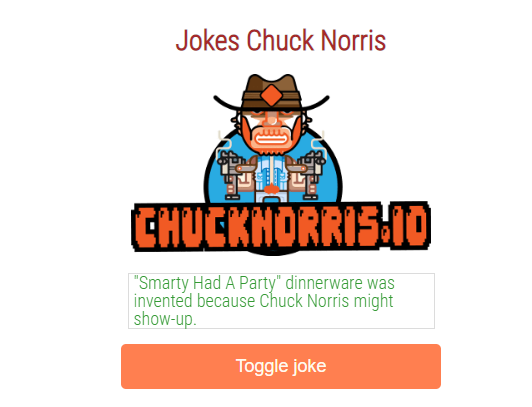 Jokes Chuck Norris
CHUCKNORRIS.IO
"Smarty Had A Party" dinnerware was
invented because Chuck Norris might
show-up.
Toggle joke